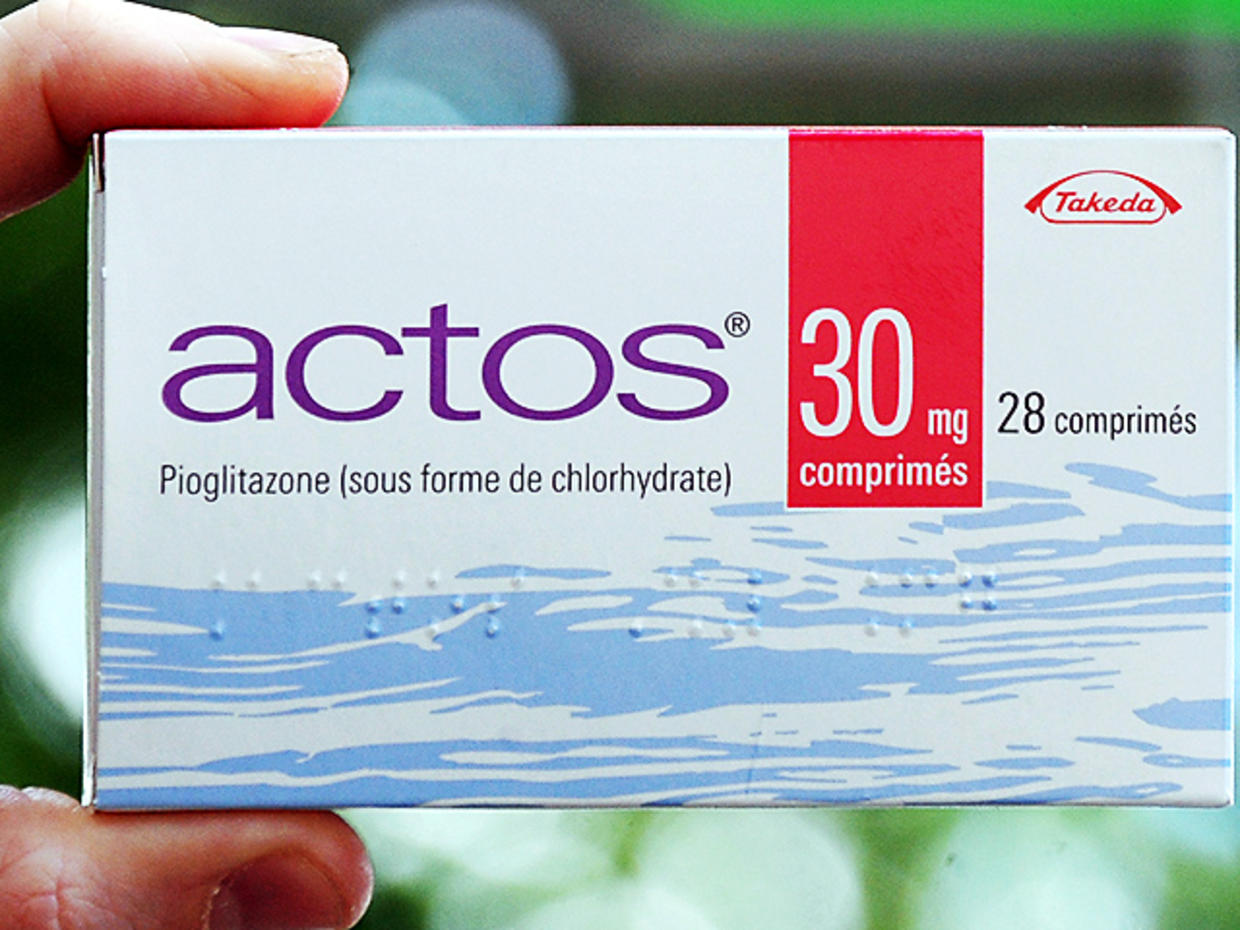 Takeda
actos®
30 mg
comprimés
28 comprimés
Pioglitazone (sous forme de chlorhydrate)